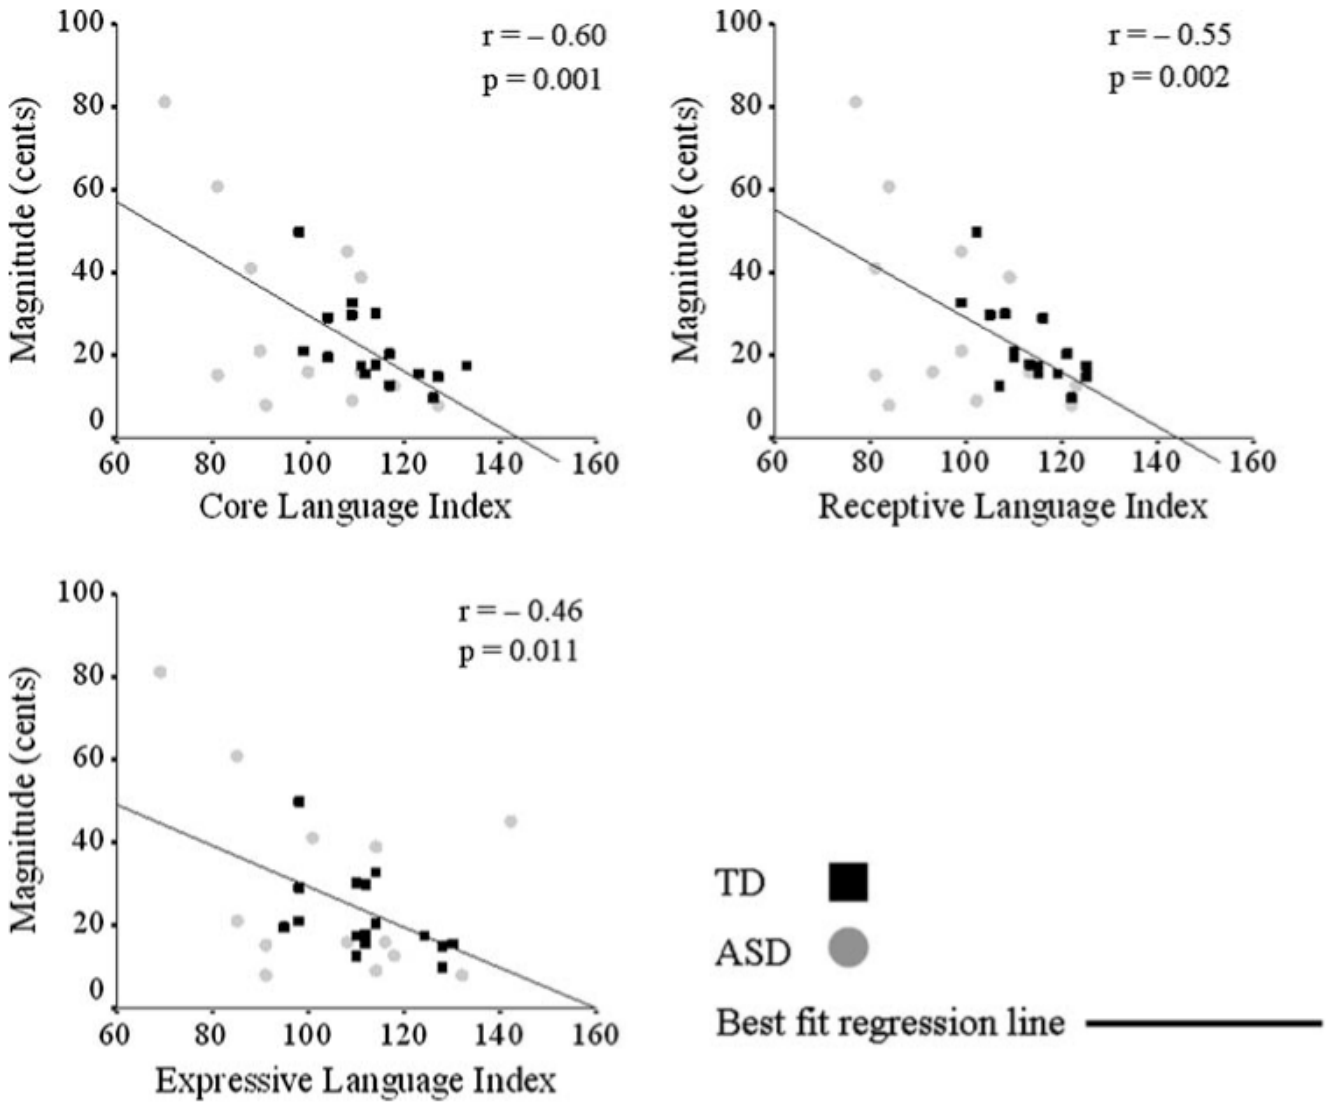 100
80
60
40
20
0
Magnitude (cents)
r = – 0.60
p = 0.001
60 80 100 120 140 160
Core Language Index
100
80
60
40
20
0
Magnitude (cents)
r = – 0.55
p = 0.002
60 80 100 120 140 160
Receptive Language Index
100
80
60
40
20
0
Magnitude (cents)
r = – 0.46
p = 0.011
60 80 100 120 140 160
Expressive Language Index
TD
ASD
Best fit regression line